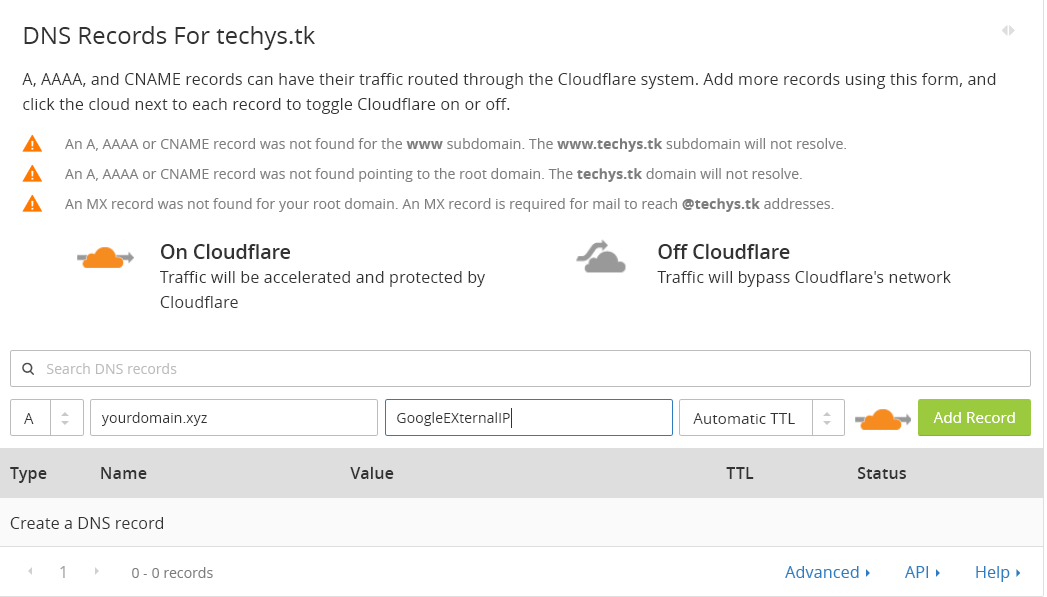 DNS Records For techys.tk
A, AAAA, and CNAME records can have their traffic routed through the Cloudflare system. Add more records using this form, and
click the cloud next to each record to toggle Cloudflare on or off.
An A, AAAA or CNAME record was not found for the www subdomain. The www.techys.tk subdomain will not resolve.
An A, AAAA or CNAME record was not found pointing to the root domain. The techys.tk domain will not resolve.
An MX record was not found for your root domain. An MX record is required for mail to reach @techys.tk addresses.
On Cloudflare
Traffic will be accelerated and protected by
Cloudflare
Off Cloudflare
Traffic will bypass Cloudflare's network
Search DNS records
A yourdomain.xyz GoogleEXternalIP Automatic TTL Add Record
Type Name Value TTL Status
Create a DNS record
1 0 - 0 records Advanced API Help